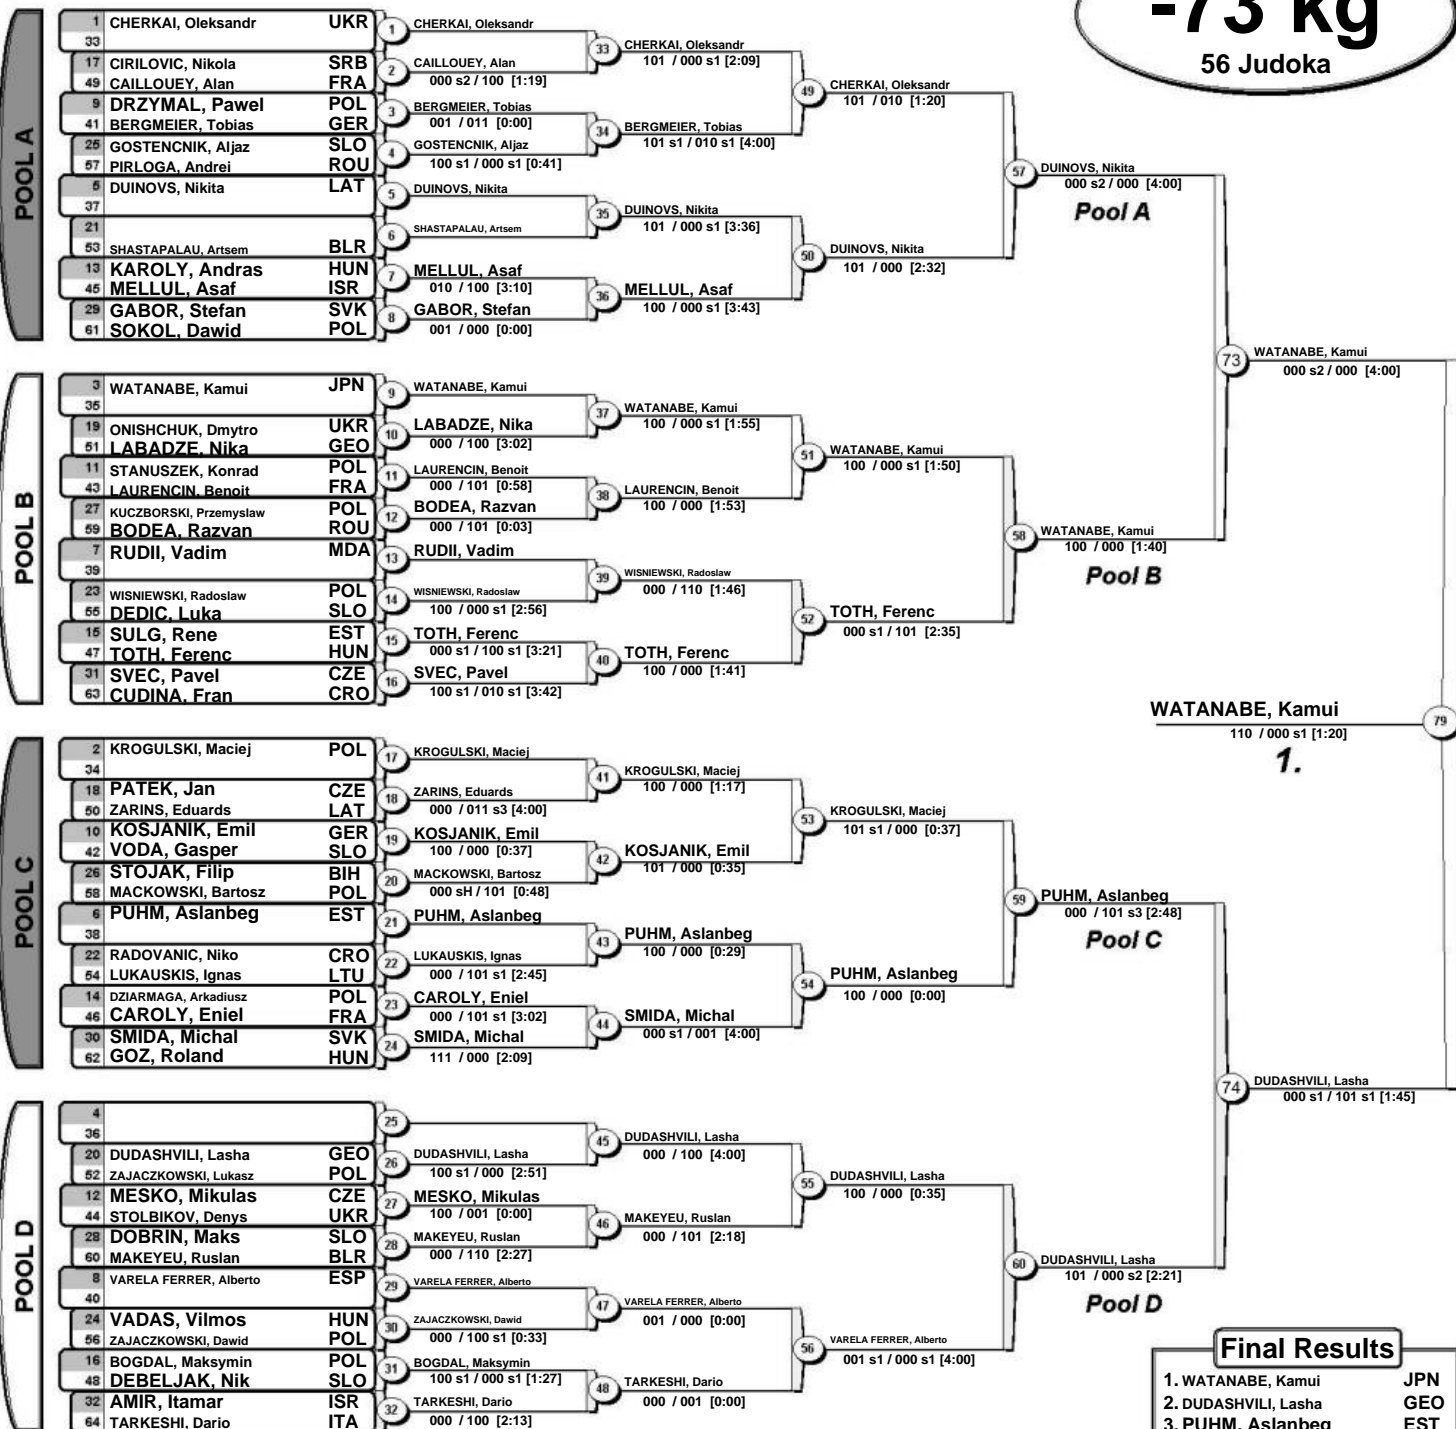 -73 kg
56 Judoka
POOL A
1 CHERKAI, Oleksandr UKR
33
17 CIRILOVIC, Nikola SRB
49 CAILLOUEY, Alan FRA
9 DRZYMAL, Pawel POL
41 BERGMEIER, Tobias GER
25 GOSTENCNIK, Aljaz SLO
57 PIRLOGA, Andrei ROU
5 DUINOVS, Nikita LAT
37
21
53 SHASTAPALAU, Artsem BLR
13 KAROLY, Andras HUN
45 MELLUL, Asaf ISR
29 GABOR, Stefan SVK
61 SOKOL, Dawid POL
1 CHERKAI, Oleksandr
2 CAILLOUEY, Alan
000 s2 / 100 [1:19]
3 BERGMEIER, Tobias
001 / 011 [0:00]
4 GOSTENCNIK, Aljaz
100 s1 / 000 s1 [0:41]
5 DUINOVS, Nikita
6 SHASTAPALAU, Artsem
7 MELLUL, Asaf
010 / 100 [3:10]
8 GABOR, Stefan
001 / 000 [0:00]
33 CHERKAI, Oleksandr
101 / 000 s1 [2:09]
34 BERGMEIER, Tobias
101 s1 / 010 s1 [4:00]
35 DUINOVS, Nikita
101 / 000 s1 [3:36]
36 MELLUL, Asaf
100 / 000 s1 [3:43]
49 CHERKAI, Oleksandr
101 / 010 [1:20]
50 DUINOVS, Nikita
101 / 000 [2:32]
57 DUINOVS, Nikita
000 s2 / 000 [4:00]
Pool A
POOL B
3 WATANABE, Kamui JPN
35
19 ONISHCHUK, Dmytro UKR
51 LABADZE, Nika GEO
11 STANUSZEK, Konrad POL
43 LAURENCIN, Benoit FRA
27 KUCZBORSKI, Przemyslaw POL
59 BODEA, Razvan ROU
7 RUDII, Vadim MDA
39
23 WISNIEWSKI, Radoslaw POL
55 DEDIC, Luka SLO
15 SULG, Rene EST
47 TOTH, Ferenc HUN
31 SVEC, Pavel CZE
63 CUDINA, Fran CRO
9 WATANABE, Kamui
10 LABADZE, Nika
000 / 100 [3:02]
11 LAURENCIN, Benoit
000 / 101 [0:58]
12 BODEA, Razvan
000 / 101 [0:03]
13 RUDII, Vadim
14 WISNIEWSKI, Radoslaw
100 / 000 s1 [2:56]
15 TOTH, Ferenc
000 s1 / 100 s1 [3:21]
16 SVEC, Pavel
100 s1 / 010 s1 [3:42]
37 WATANABE, Kamui
100 / 000 s1 [1:55]
38 LAURENCIN, Benoit
100 / 000 [1:53]
39 WISNIEWSKI, Radoslaw
000 / 110 [1:46]
40 TOTH, Ferenc
100 / 000 [1:41]
51 WATANABE, Kamui
100 / 000 s1 [1:50]
52 TOTH, Ferenc
000 s1 / 101 [2:35]
58 WATANABE, Kamui
100 / 000 [1:40]
Pool B
73 WATANABE, Kamui
000 s2 / 000 [4:00]
WATANABE, Kamui 79
110 / 000 s1 [1:20]
1.
POOL C
2 KROGULSKI, Maciej POL
34
18 PATEK, Jan CZE
50 ZARINS, Eduards LAT
10 KOSJANIK, Emil GER
42 VODA, Gasper SLO
26 STOJAK, Filip BIH
58 MACKOWSKI, Bartosz POL
6 PUHM, Aslanbeg EST
38
22 RADOVANIC, Niko CRO
54 LUKAUSKIS, Ignas LTU
14 DZIARMAGA, Arkadiusz POL
46 CAROLY, Eniel FRA
30 SMIDA, Michal SVK
62 GOZ, Roland HUN
17 KROGULSKI, Maciej
18 ZARINS, Eduards
000 / 011 s3 [4:00]
19 KOSJANIK, Emil
100 / 000 [0:37]
20 MACKOWSKI, Bartosz
000 sH / 101 [0:48]
21 PUHM, Aslanbeg
22 LUKAUSKIS, Ignas
000 / 101 s1 [2:45]
23 CAROLY, Eniel
000 / 101 s1 [3:02]
24 SMIDA, Michal
111 / 000 [2:09]
41 KROGULSKI, Maciej
100 / 000 [1:17]
42 KOSJANIK, Emil
101 / 000 [0:35]
43 PUHM, Aslanbeg
100 / 000 [0:29]
44 SMIDA, Michal
000 s1 / 001 [4:00]
53 KROGULSKI, Maciej
101 s1 / 000 [0:37]
54 PUHM, Aslanbeg
100 / 000 [0:00]
59 PUHM, Aslanbeg
000 / 101 s3 [2:48]
Pool C
74 DUDASHVILI, Lasha
000 s1 / 101 s1 [1:45]
POOL D
4
36
20 DUDASHVILI, Lasha GEO
52 ZAJACZKOWSKI, Lukasz POL
12 MESKO, Mikulas CZE
44 STOLBIKOV, Denys UKR
28 DOBRIN, Maks SLO
60 MAKEYEU, Ruslan BLR
8 VARELA FERRER, Alberto ESP
40
24 VADAS, Vilmos HUN
56 ZAJACZKOWSKI, Dawid POL
16 BOGDAL, Maksymin POL
48 DEBELJAK, Nik SLO
32 AMIR, Itamar ISR
64 TARKESHI, Dario ITA
25
26 DUDASHVILI, Lasha
100 s1 / 000 [2:51]
27 MESKO, Mikulas
100 / 001 [0:00]
28 MAKEYEU, Ruslan
000 / 110 [2:27]
29 VARELA FERRER, Alberto
30 ZAJACZKOWSKI, Dawid
000 / 100 s1 [0:33]
31 BOGDAL, Maksymin
100 s1 / 000 s1 [1:27]
32 TARKESHI, Dario
000 / 100 [2:13]
45 DUDASHVILI, Lasha
000 / 100 [4:00]
46 MAKEYEU, Ruslan
000 / 101 [2:18]
47 VARELA FERRER, Alberto
001 / 000 [0:00]
48 TARKESHI, Dario
000 / 001 [0:00]
55 DUDASHVILI, Lasha
100 / 000 [0:35]
56 VARELA FERRER, Alberto
001 s1 / 000 s1 [4:00]
60 DUDASHVILI, Lasha
101 / 000 s2 [2:21]
Pool D
Final Results
1. WATANABE, Kamui JPN
2. DUDASHVILI, Lasha GEO
3. PUHM, Aslanbeg EST